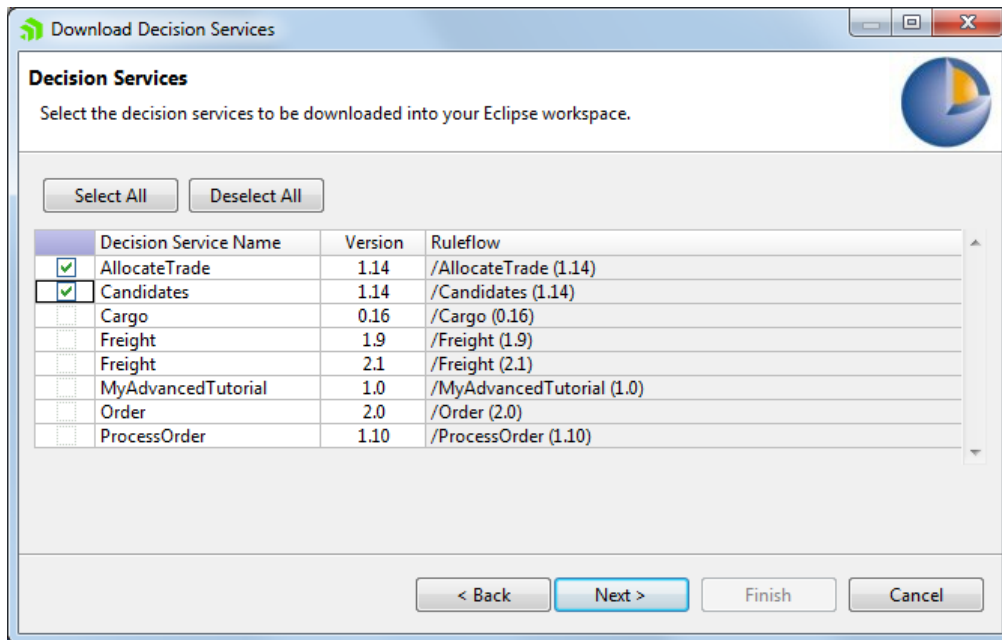 Download Decision Services
Decision Services
Select the decision services to be downloaded into your Eclipse workspace.
Select All Deselect All
Decision Service Name Version Ruleflow
AllocateTrade 1.14 /AllocateTrade (1.14)
Candidates 1.14 /Candidates (1.14)
Cargo 0.16 /Cargo (0.16)
Freight 1.9 /Freight (1.9)
Freight 2.1 /Freight (2.1)
MyAdvancedTutorial 1.0 /MyAdvancedTutorial (1.0)
Order 2.0 /Order (2.0)
ProcessOrder 1.10 /ProcessOrder (1.10)
< Back Next > Finish Cancel